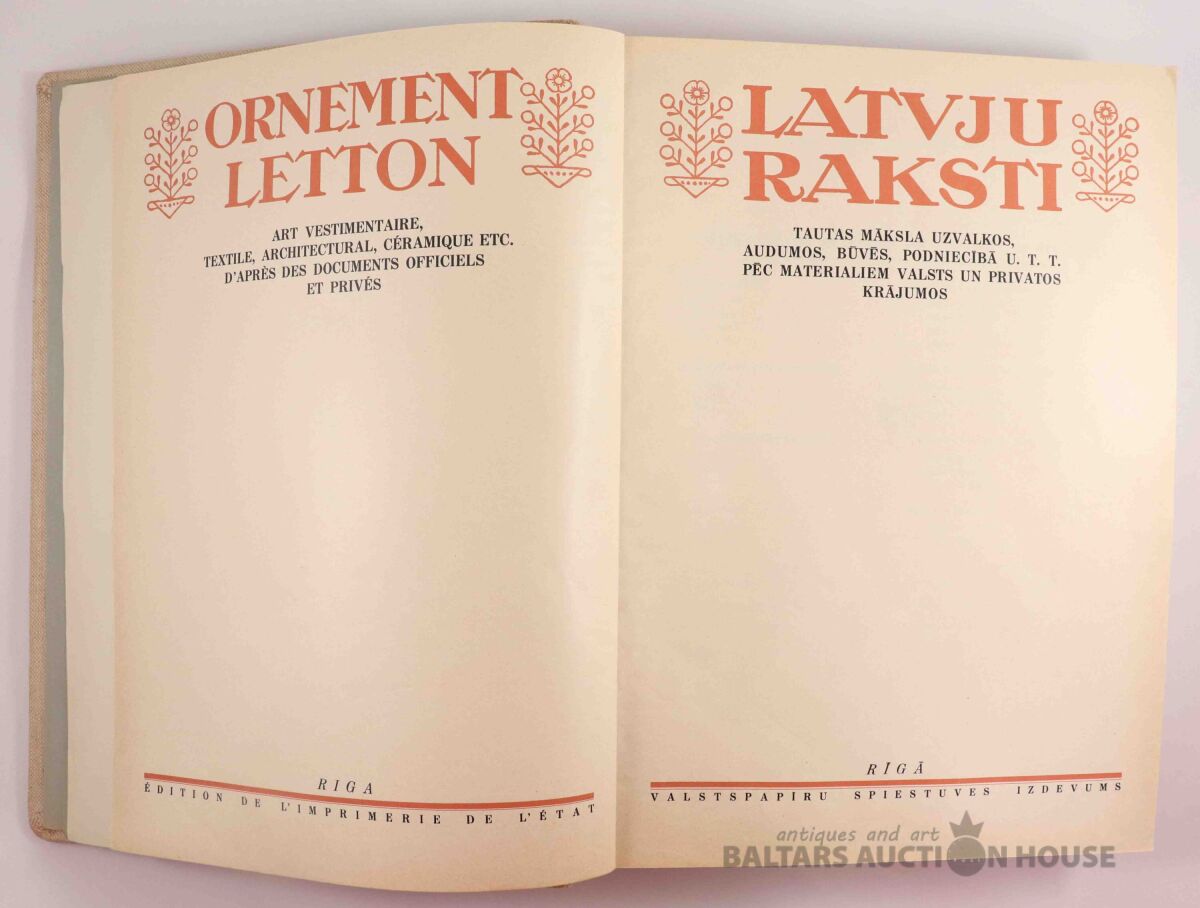 ORNEMENT
LETTON
ART VESTIMENTAIRE,
TEXTILE, ARCHITECTURAL, CÉRAMIQUE ETC.
D'APRÈS DES DOCUMENTS OFFICIELS
ET PRIVÉS
RIGA
ÉDITION DE L'IMPRIMERIE DE L'ÉTAT
LATVJU
RAKSTI
TAUTAS MĀKSLA UZVALKOS,
AUDUMOS, BŪVĒS, PODNIECĪBĀ U. T. T.
PĒC MATERIALIEM VALSTS UN PRIVATOS
KRĀJUMOS
RĪGĀ
VALSTSPAPĪRU SPIESTUVES IZDEVUMS
antiques and art
BALTARS AUCTION HOUSE